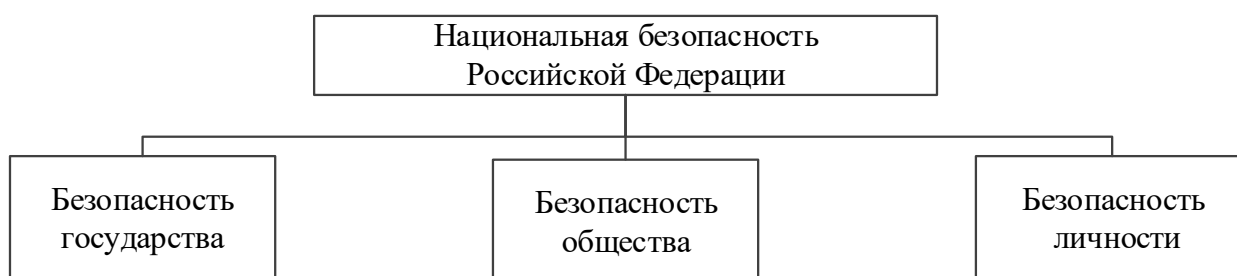 Национальная безопасность
Российской Федерации
Безопасность
государства
Безопасность
общества
Безопасность
личности